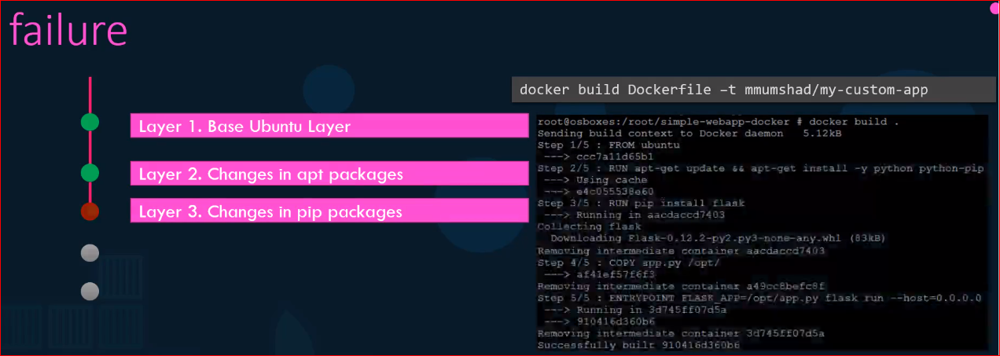 failure
docker build Dockerfile –t mmumshad/my-custom-app
Layer 1. Base Ubuntu Layer
Layer 2. Changes in apt packages
Layer 3. Changes in pip packages
root@osboxes:/root/simple-webapp-docker # docker build .
Sending build context to Docker daemon 5.12kB
Step 1/5 : FROM ubuntu
---> ccc7a11d65b1
Step 2/5 : RUN apt-get update && apt-get install -y python python-pip
---> Using cache
---> e4c055538e60
Step 3/5 : RUN pip install flask
---> Running in aacdaccd7403
Collecting flask
Downloading Flask-0.12.2-py2.py3-none-any.whl (83kB)
Removing intermediate container aacdaccd7403
Step 4/5 : COPY app.py /opt/
---> af41ef57f6f3
Removing intermediate container a49cc8befc8f
Step 5/5 : ENTRYPOINT FLASK_APP=/opt/app.py flask run --host=0.0.0.0
---> Running in 3d745ff07d5a
---> 910416d360b6
Removing intermediate container 3d745ff07d5a
Successfully built 910416d360b6